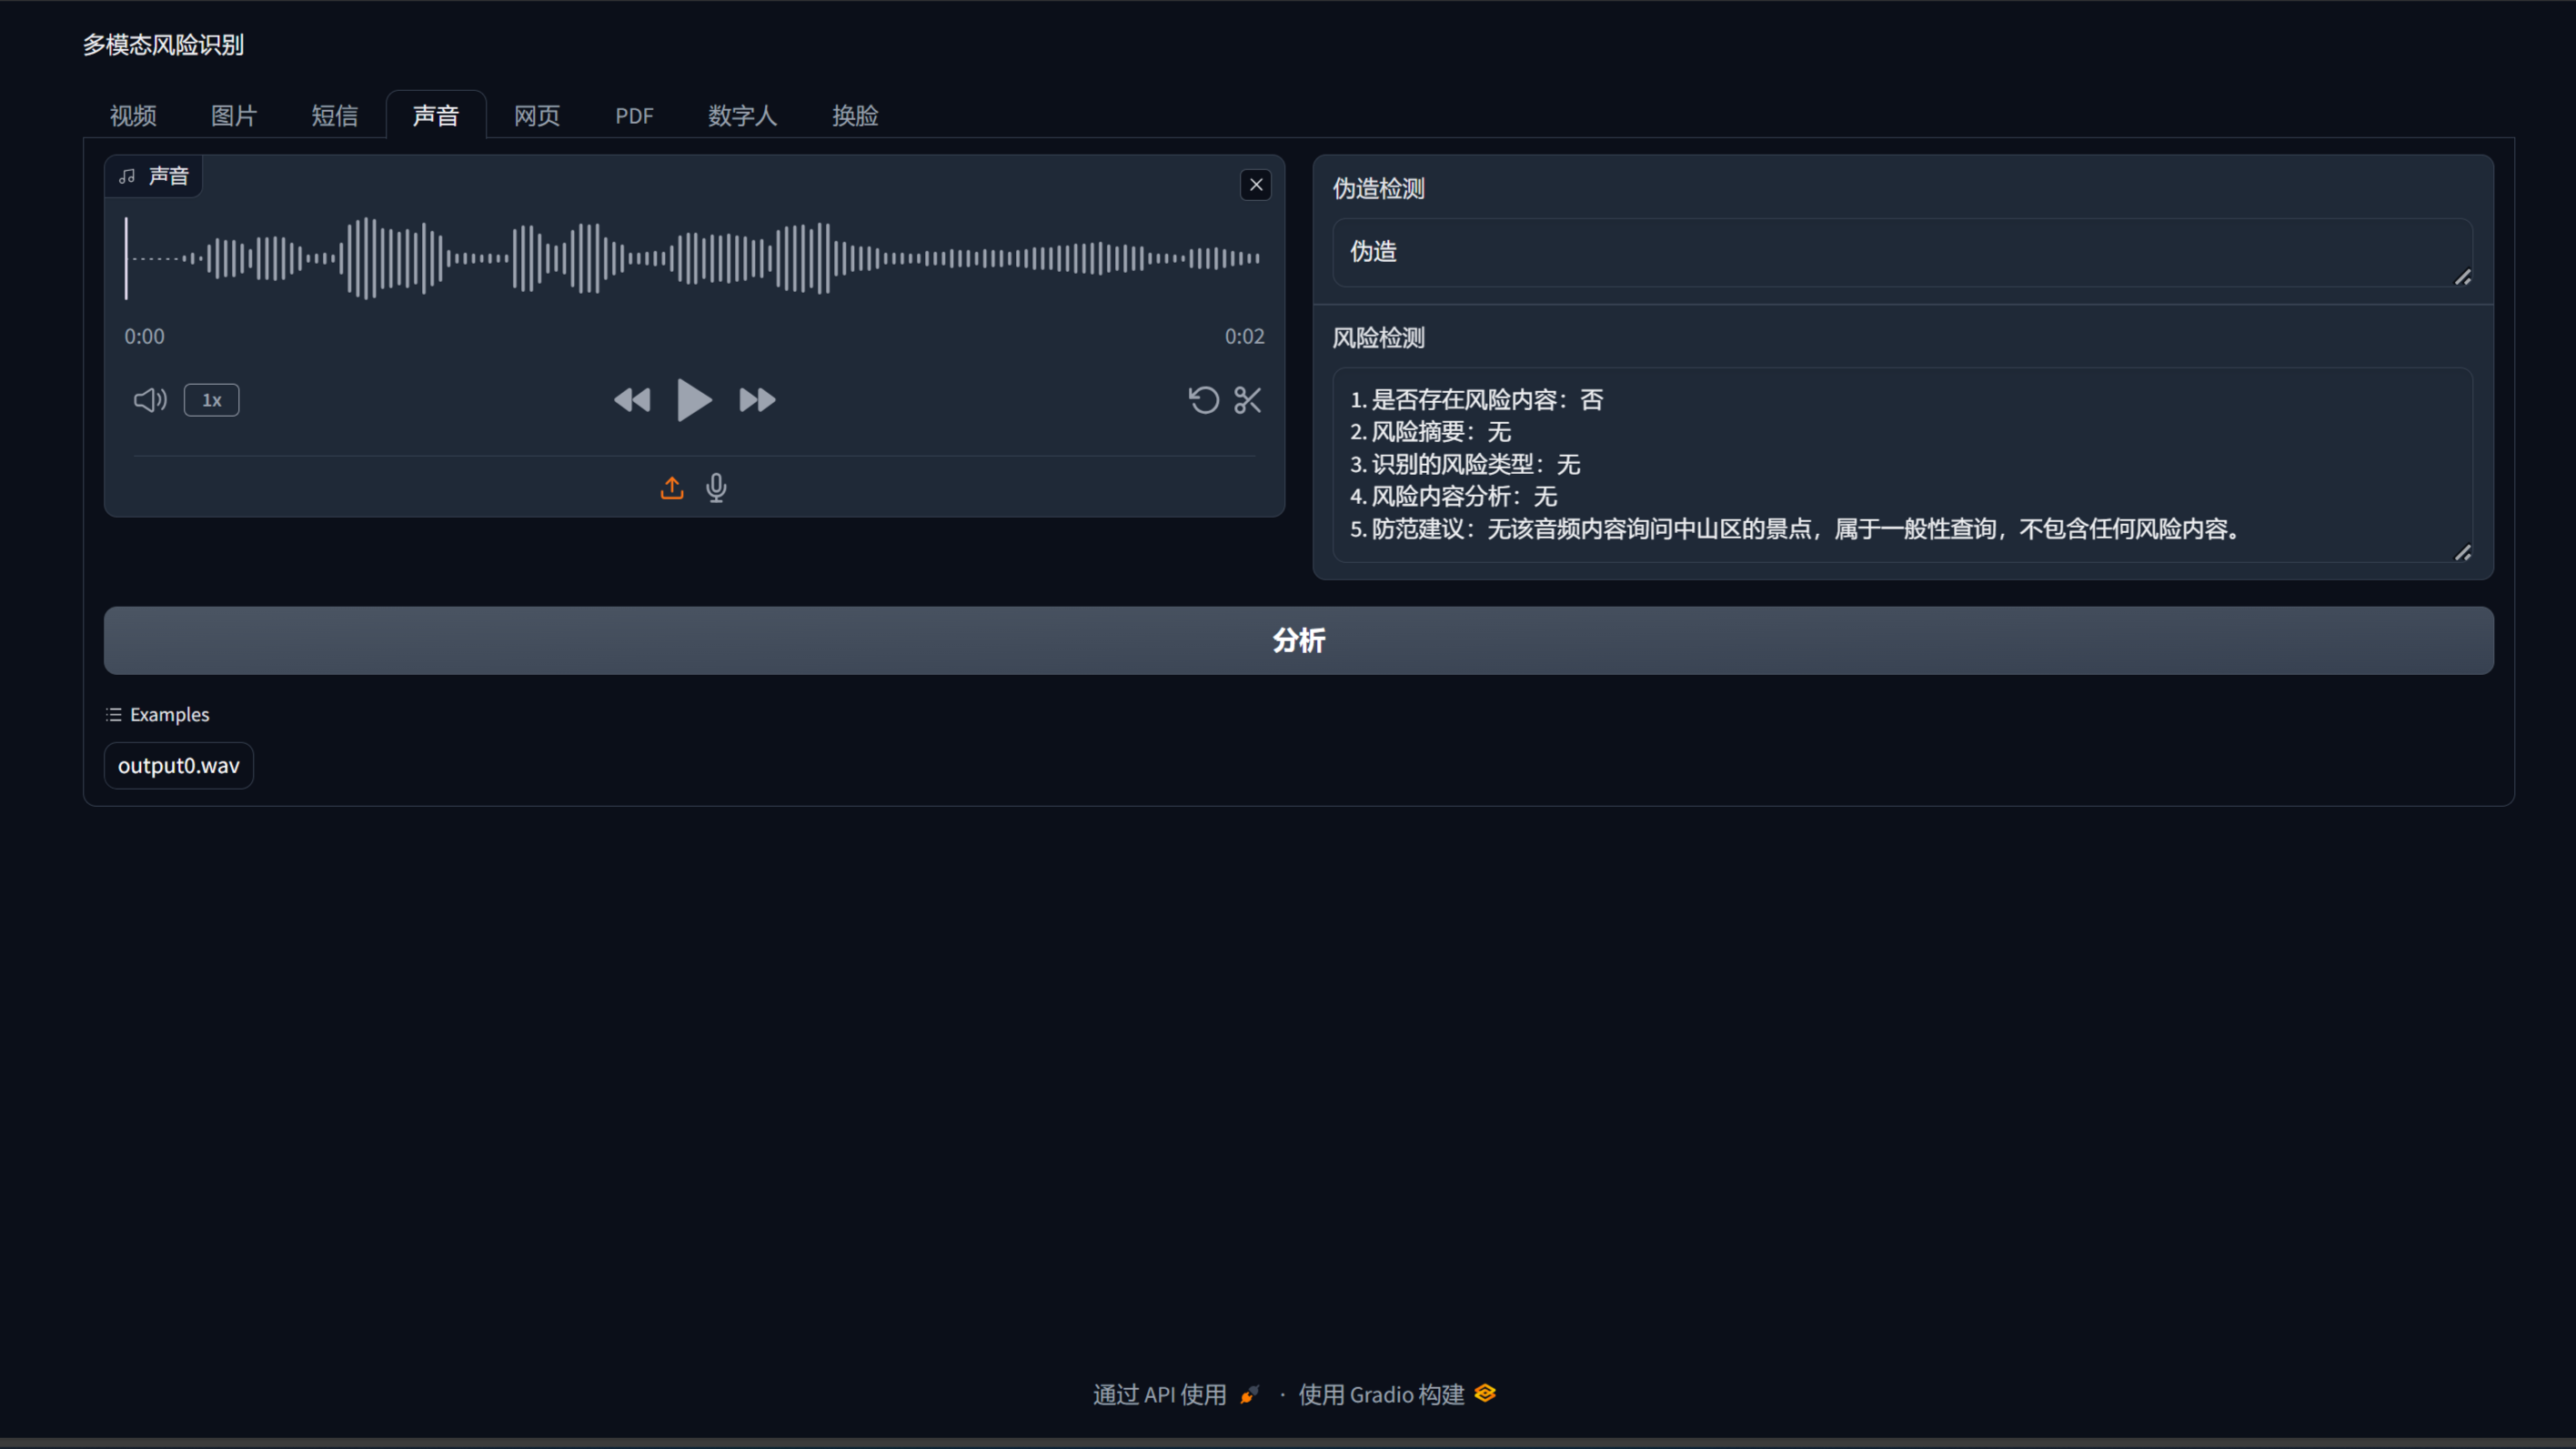 多模态风险识别
视频 图片 短信 声音 网页 PDF 数字人 换脸
声音
0:00 0:02
1x
伪造检测
伪造
风险检测
1. 是否存在风险内容：否
2. 风险摘要：无
3. 识别的风险类型：无
4. 风险内容分析：无
5. 防范建议：无该音频内容询问中山区的景点，属于一般性查询，不包含任何风险内容。
分析
Examples
output0.wav
通过 API 使用 · 使用 Gradio 构建